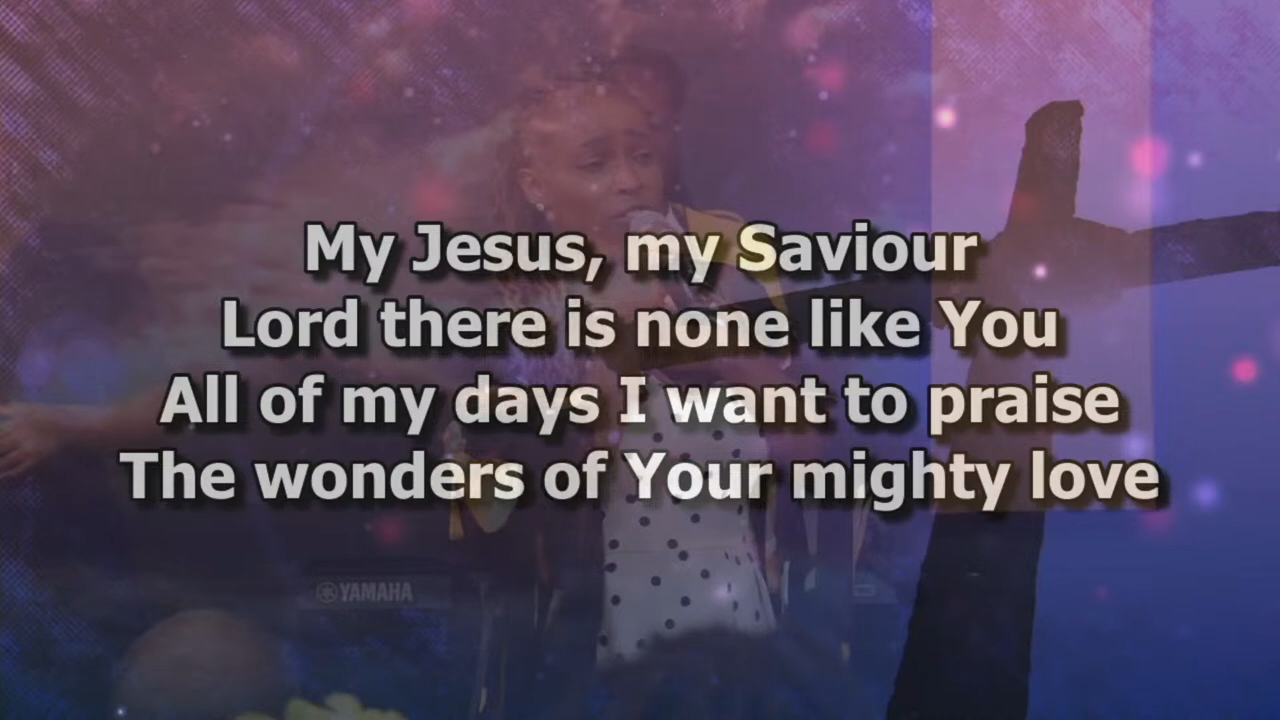 My Jesus, my Saviour
Lord there is none like You
All of my days I want to praise
The wonders of Your mighty love
YAMAHA